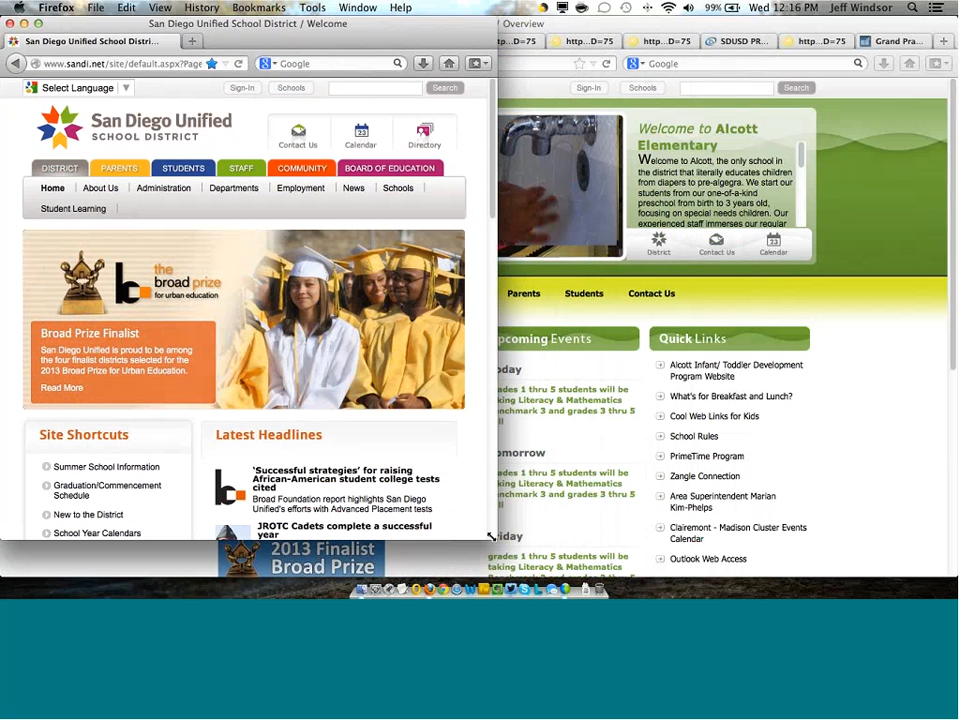 Firefox File Edit View History Bookmarks Tools Window Help 99% Wed 12:16 PM Jeff Windsor
San Diego Unified School District / Welcome
San Diego Unified School Distri...
www.sandi.net/site/default.aspx?Page
Google
Select Language
Sign-In Schools Search
San Diego Unified
SCHOOL DISTRICT
Contact Us Calendar Directory
DISTRICT PARENTS STUDENTS STAFF COMMUNITY BOARD OF EDUCATION
Home About Us Administration Departments Employment News Schools
Student Learning
the
broad prize
for urban education
Broad Prize Finalist
San Diego Unified is proud to be among
the four finalist districts selected for the
2013 Broad Prize for Urban Education.
Read More
Site Shortcuts
Summer School Information
Graduation/Commencement
Schedule
New to the District
School Year Calendars
Latest Headlines
‘Successful strategies’ for raising
African-American student college tests
cited
Broad Foundation report highlights San Diego
Unified's efforts with Advanced Placement tests
JROTC Cadets complete a successful
year
2013 Finalist
Broad Prize
/ Overview
...D=75 http...D=75 http...D=75 SDUSD PR... http...D=75 Grand Pra...
Google
Sign-In Schools Search
Welcome to Alcott
Elementary
Welcome to Alcott, the only school in
the district that literally educates children
from diapers to pre-algegra. We start our
students from our one-of-a-kind
preschool from birth to 3 years old,
focusing on special needs children. Our
experienced staff immerses our regular
District Contact Us Calendar
Parents Students Contact Us
pcoming Events
oday
rades 1 thru 5 students will be
aking Literacy & Mathematics
enchmark 3 and grades 3 thru 5
ll
omorrow
rades 1 thru 5 students will be
aking Literacy & Mathematics
enchmark 3 and grades 3 thru 5
riday
rades 1 thru 5 students will be
aking Literacy & Mathematics
Quick Links
Alcott Infant/ Toddler Development
Program Website
What's for Breakfast and Lunch?
Cool Web Links for Kids
School Rules
PrimeTime Program
Zangle Connection
Area Superintendent Marian
Kim-Phelps
Clairemont - Madison Cluster Events
Calendar
Outlook Web Access